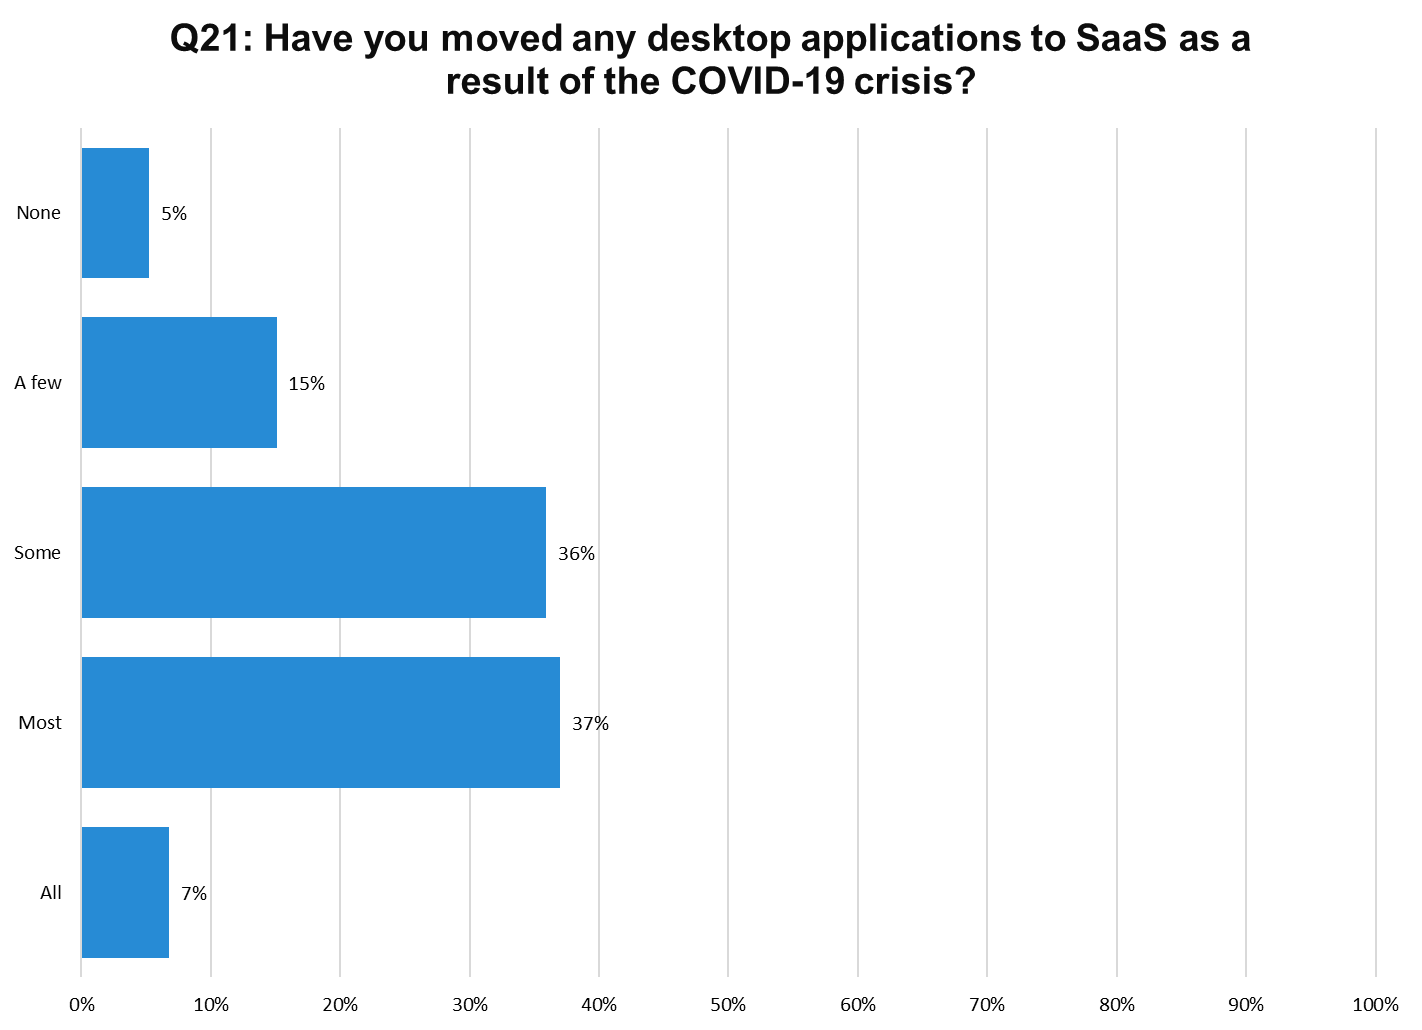 Q21: Have you moved any desktop applications to SaaS as a
result of the COVID-19 crisis?
None
5%
A few
15%
Some
36%
Most
37%
All
7%
0% 10% 20% 30% 40% 50% 60% 70% 80% 90% 100%